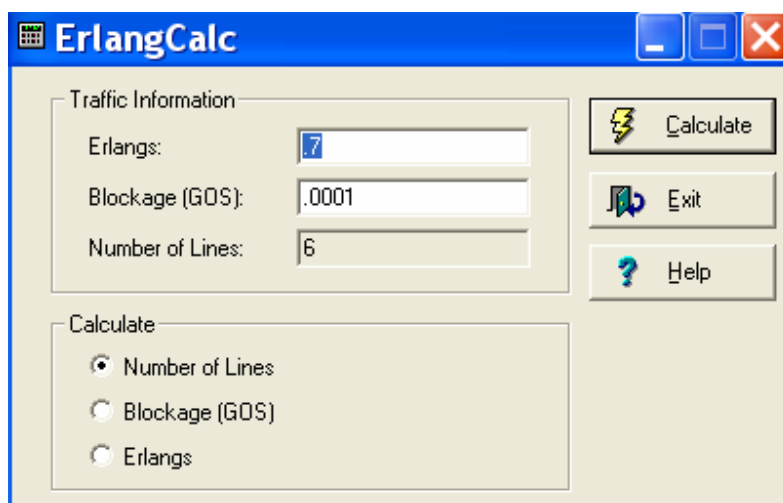 ErlangCalc
Traffic Information
Erlangs: .7
Blockage (GOS): .0001
Number of Lines: 6
Calculate
Exit
Help
Calculate
Number of Lines
Blockage (GOS)
Erlangs